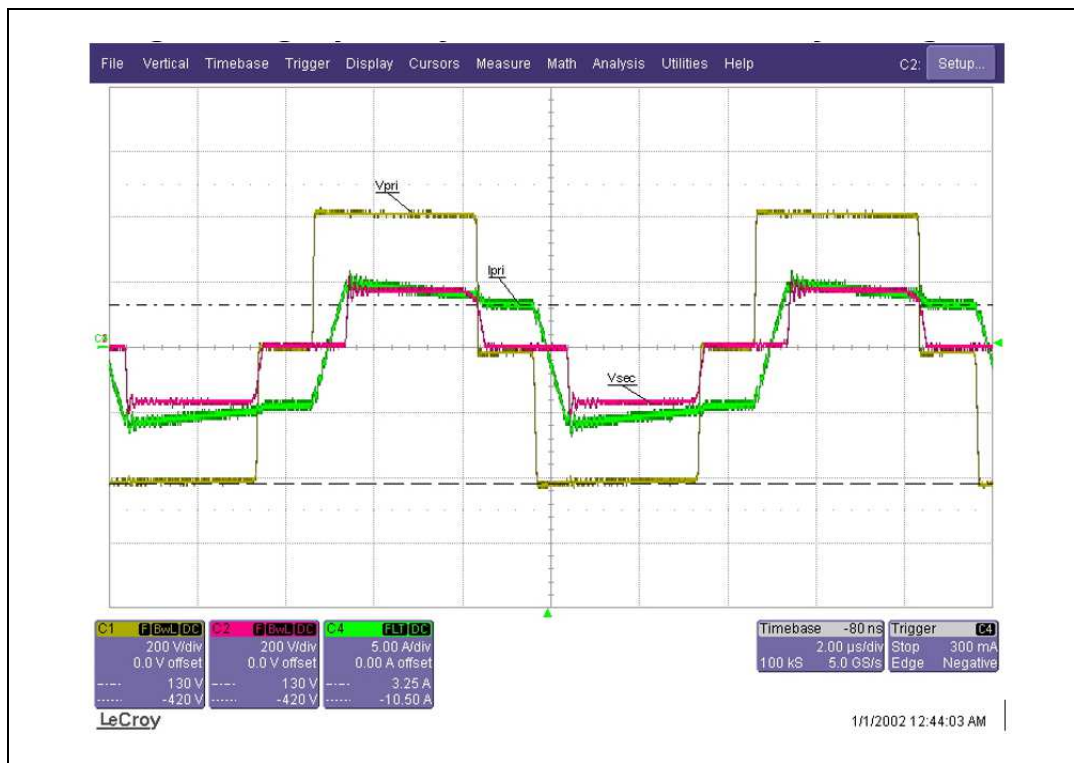 File Vertical Timebase Trigger Display Cursors Measure Math Analysis Utilities Help C2: Setup...
Vpri
Ipri
Vsec
C1 F BwL DC
200 V/div
0.0 V offset
130 V
-420 V
C2 F BwL DC
200 V/div
0.0 V offset
130 V
-420 V
C4 FLT DC
5.00 A/div
0.00 A offset
3.25 A
-10.50 A
Timebase -80 ns
2.00 µs/div
100 kS 5.0 GS/s
Trigger C4
Stop 300 mA
Edge Negative
LeCroy
1/1/2002 12:44:03 AM